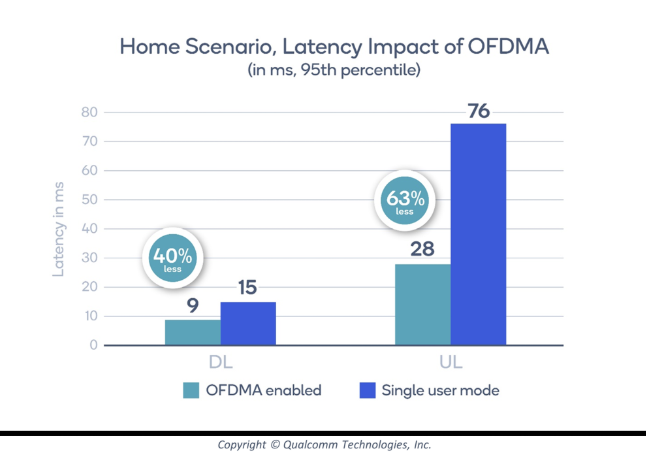 Home Scenario, Latency Impact of OFDMA
(in ms, 95th percentile)
Latency in ms
80
70
60
50
40
30
20
10
0
40%
less
9
15
63%
less
28
76
DL
UL
OFDMA enabled
Single user mode
Copyright © Qualcomm Technologies, Inc.